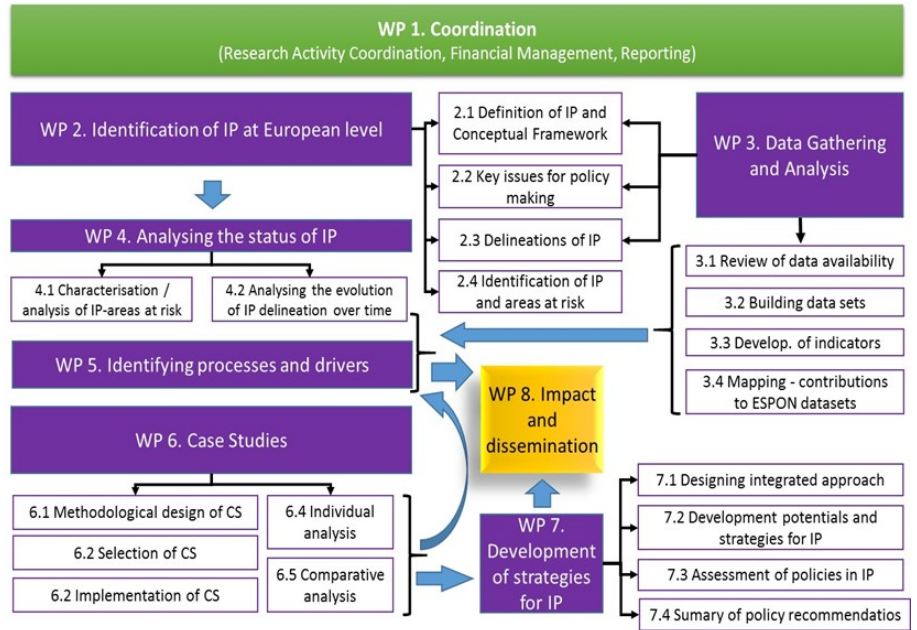 WP 1. Coordination
(Research Activity Coordination, Financial Management, Reporting)
WP 2. Identification of IP at European level
2.1 Definition of IP and
Conceptual Framework
2.2 Key issues for policy
making
2.3 Delineations of IP
2.4 Identification of IP
and areas at risk
WP 3. Data Gathering
and Analysis
3.1 Review of data availability
3.2 Building data sets
3.3 Develop. of indicators
3.4 Mapping - contributions
to ESPON datasets
WP 4. Analysing the status of IP
4.1 Characterisation /
analysis of IP-areas at risk
4.2 Analysing the evolution
of IP delineation over time
WP 5. Identifying processes and drivers
WP 8. Impact
and
dissemination
WP 6. Case Studies
6.1 Methodological design of CS
6.2 Selection of CS
6.2 Implementation of CS
6.4 Individual
analysis
6.5 Comparative
analysis
WP 7.
Development
of strategies
for IP
7.1 Designing integrated approach
7.2 Development potentials and
strategies for IP
7.3 Assessment of policies in IP
7.4 Sumary of policy recommendatios